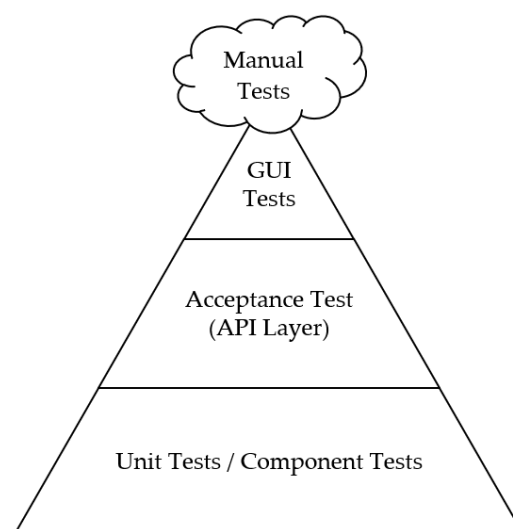 Manual
Tests
GUI
Tests
Acceptance Test
(API Layer)
Unit Tests / Component Tests